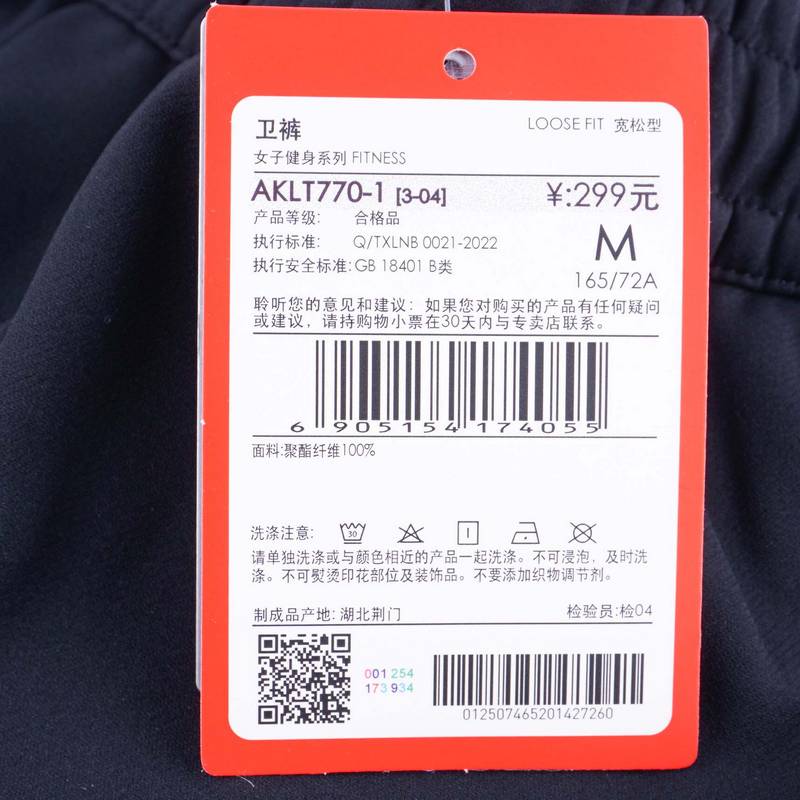 卫裤
LOOSE FIT 宽松型
女子健身系列 FITNESS
AKLT770-1 [3-04]
¥:299元
产品等级: 合格品
执行标准: Q/TXLNB 0021-2022
M
执行安全标准:GB 18401 B类
165/72A
聆听您的意见和建议：如果您对购买的产品有任何疑问
或建议，请持购物小票在30天内与专卖店联系。
6 905154 174055
面料:聚酯纤维100%
洗涤注意:
30
请单独洗涤或与颜色相近的产品一起洗涤。不可浸泡，及时洗
涤。不可熨烫印花部位及装饰品。不要添加织物调节剂。
制成品产地: 湖北荆门
检验员:检04
001 254
173 934
012507465201427260